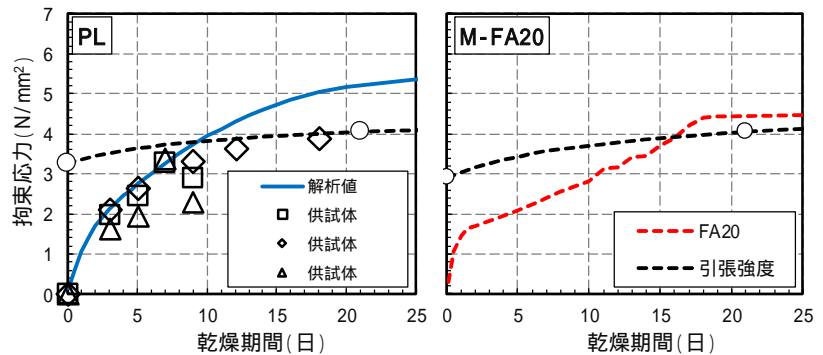 拘束応力(N/mm²)
7
6
5
4
3
2
1
0
PL
解析値
供試体
供試体
供試体
0 5 10 15 20 25
乾燥期間(日)
M-FA20
FA20
引張強度
0 5 10 15 20 25
乾燥期間(日)